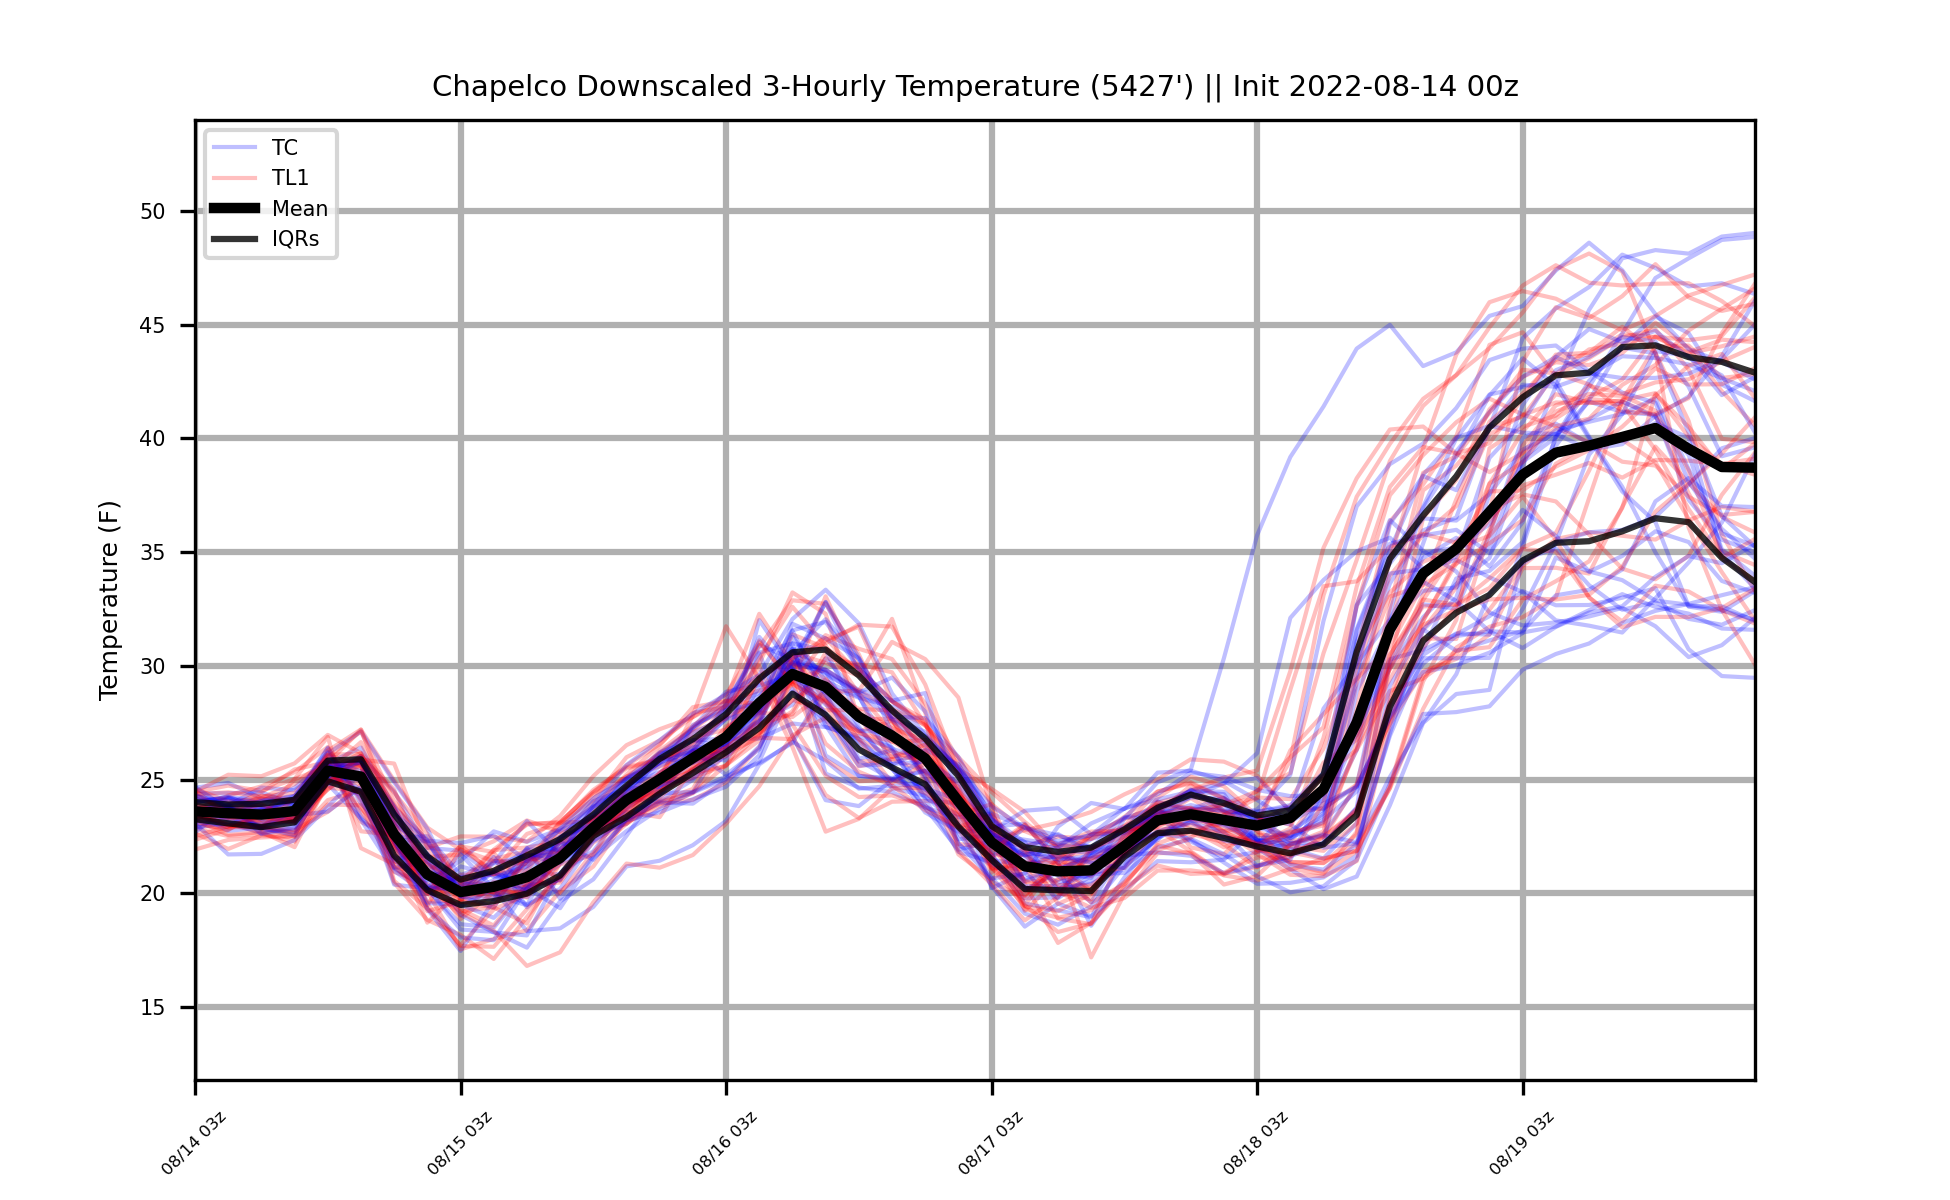 Chapelco Downscaled 3-Hourly Temperature (5427') || Init 2022-08-14 00z
TC
TL1
Mean
IQRs
Temperature (F)
50
45
40
35
30
25
20
15
08/14 03z
08/15 03z
08/16 03z
08/17 03z
08/18 03z
08/19 03z